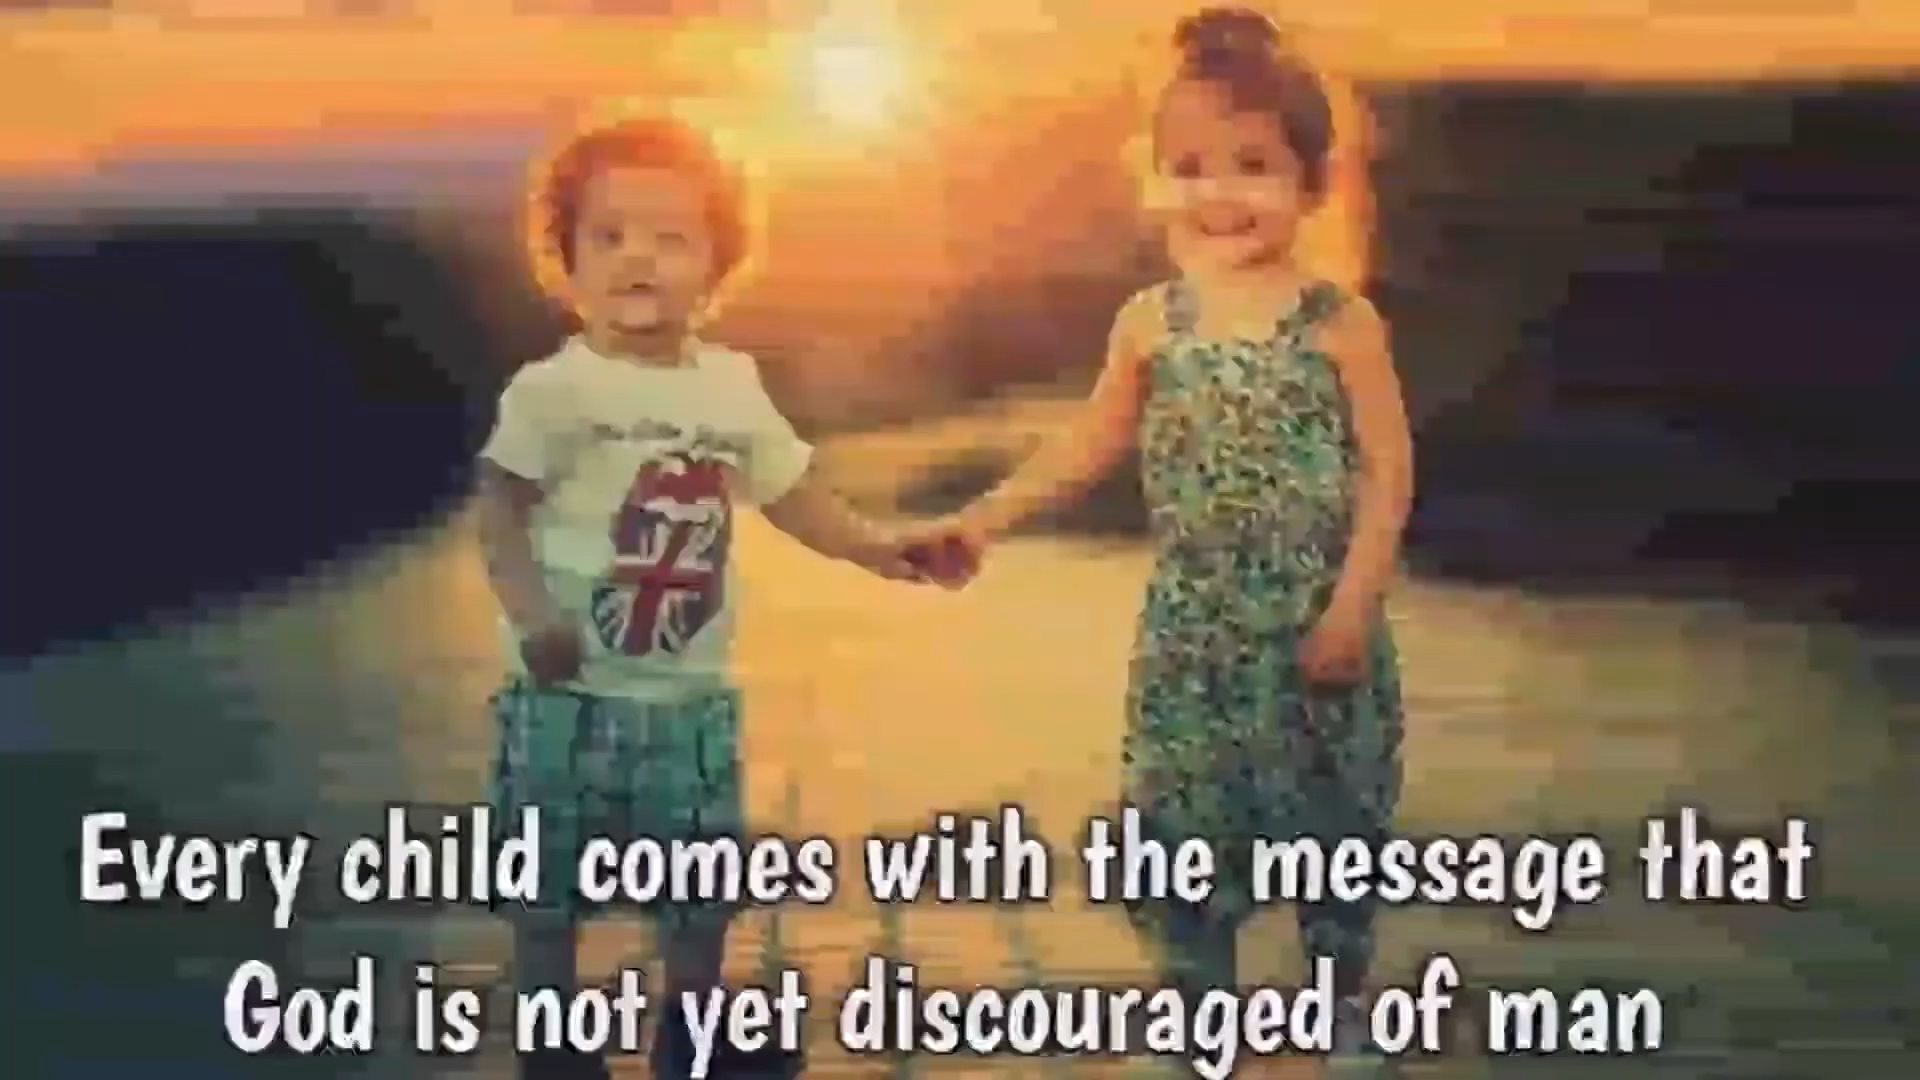 Every child comes with the message that
God is not yet discouraged of man